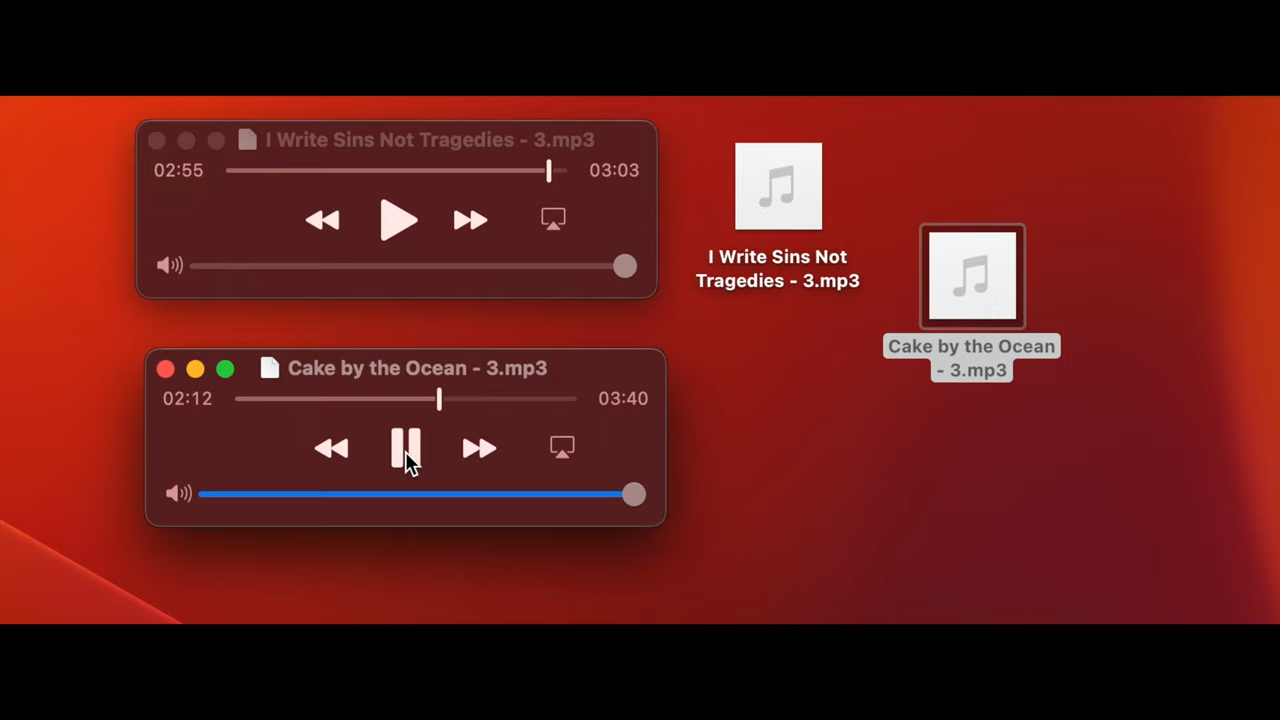 I Write Sins Not Tragedies - 3.mp3
02:55
03:03
I Write Sins Not
Tragedies - 3.mp3
Cake by the Ocean
- 3.mp3
Cake by the Ocean - 3.mp3
02:12
03:40